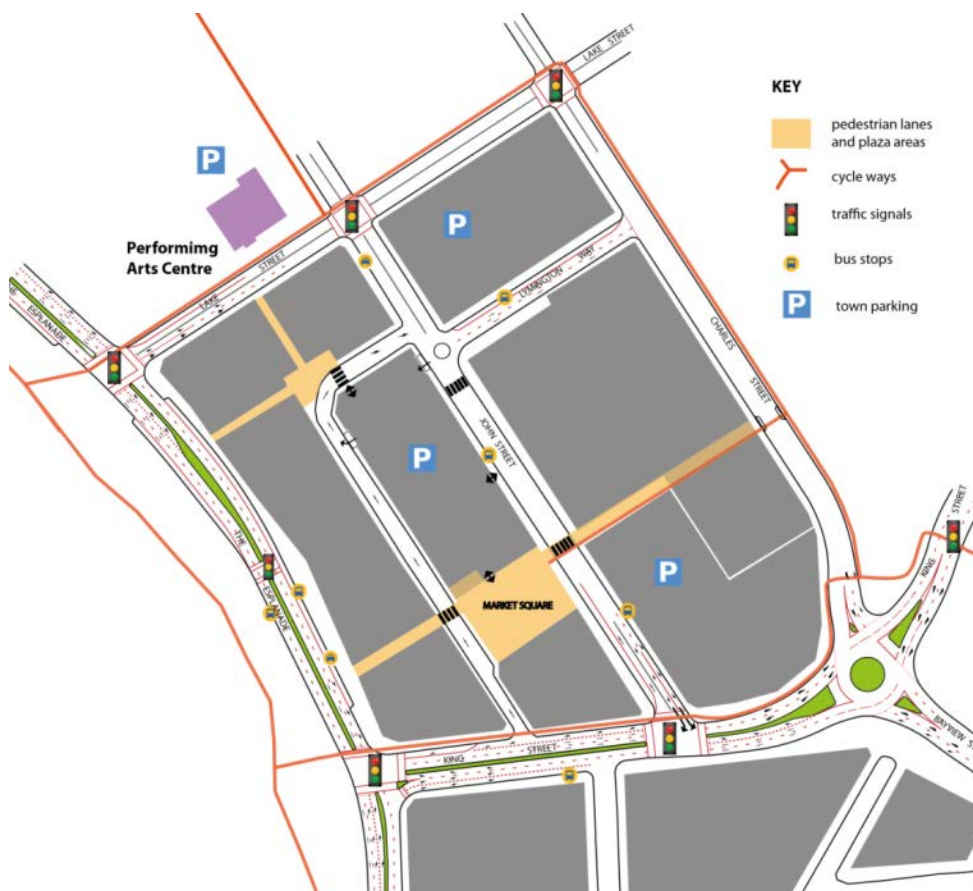 LAKE STREET
KEY
pedestrian lanes
and plaza areas
cycle ways
traffic signals
bus stops
P
town parking
P
P
Performimg
Arts Centre
LAKE STREET
LYMINGTON WAY
ESPLANADE
CHARLES STREET
JOHN STREET
P
THE ESPLANADE
P
MARKET SQUARE
KING STREET
KING STREET
BAYVIEW